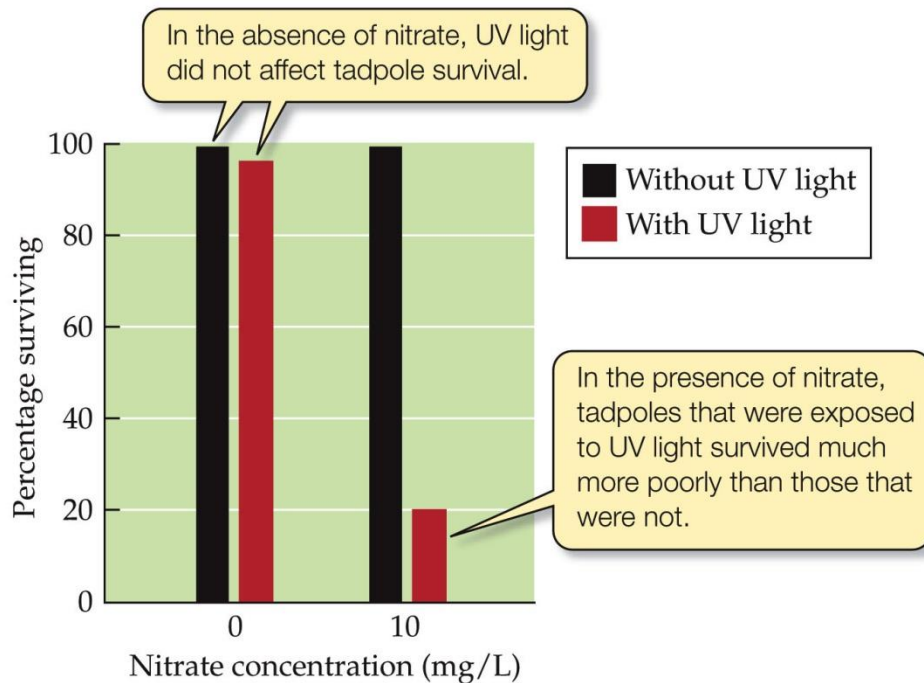 In the absence of nitrate, UV light
did not affect tadpole survival.
100
80
60
40
20
0
Percentage surviving
Without UV light
With UV light
In the presence of nitrate,
tadpoles that were exposed
to UV light survived much
more poorly than those that
were not.
0
10
Nitrate concentration (mg/L)